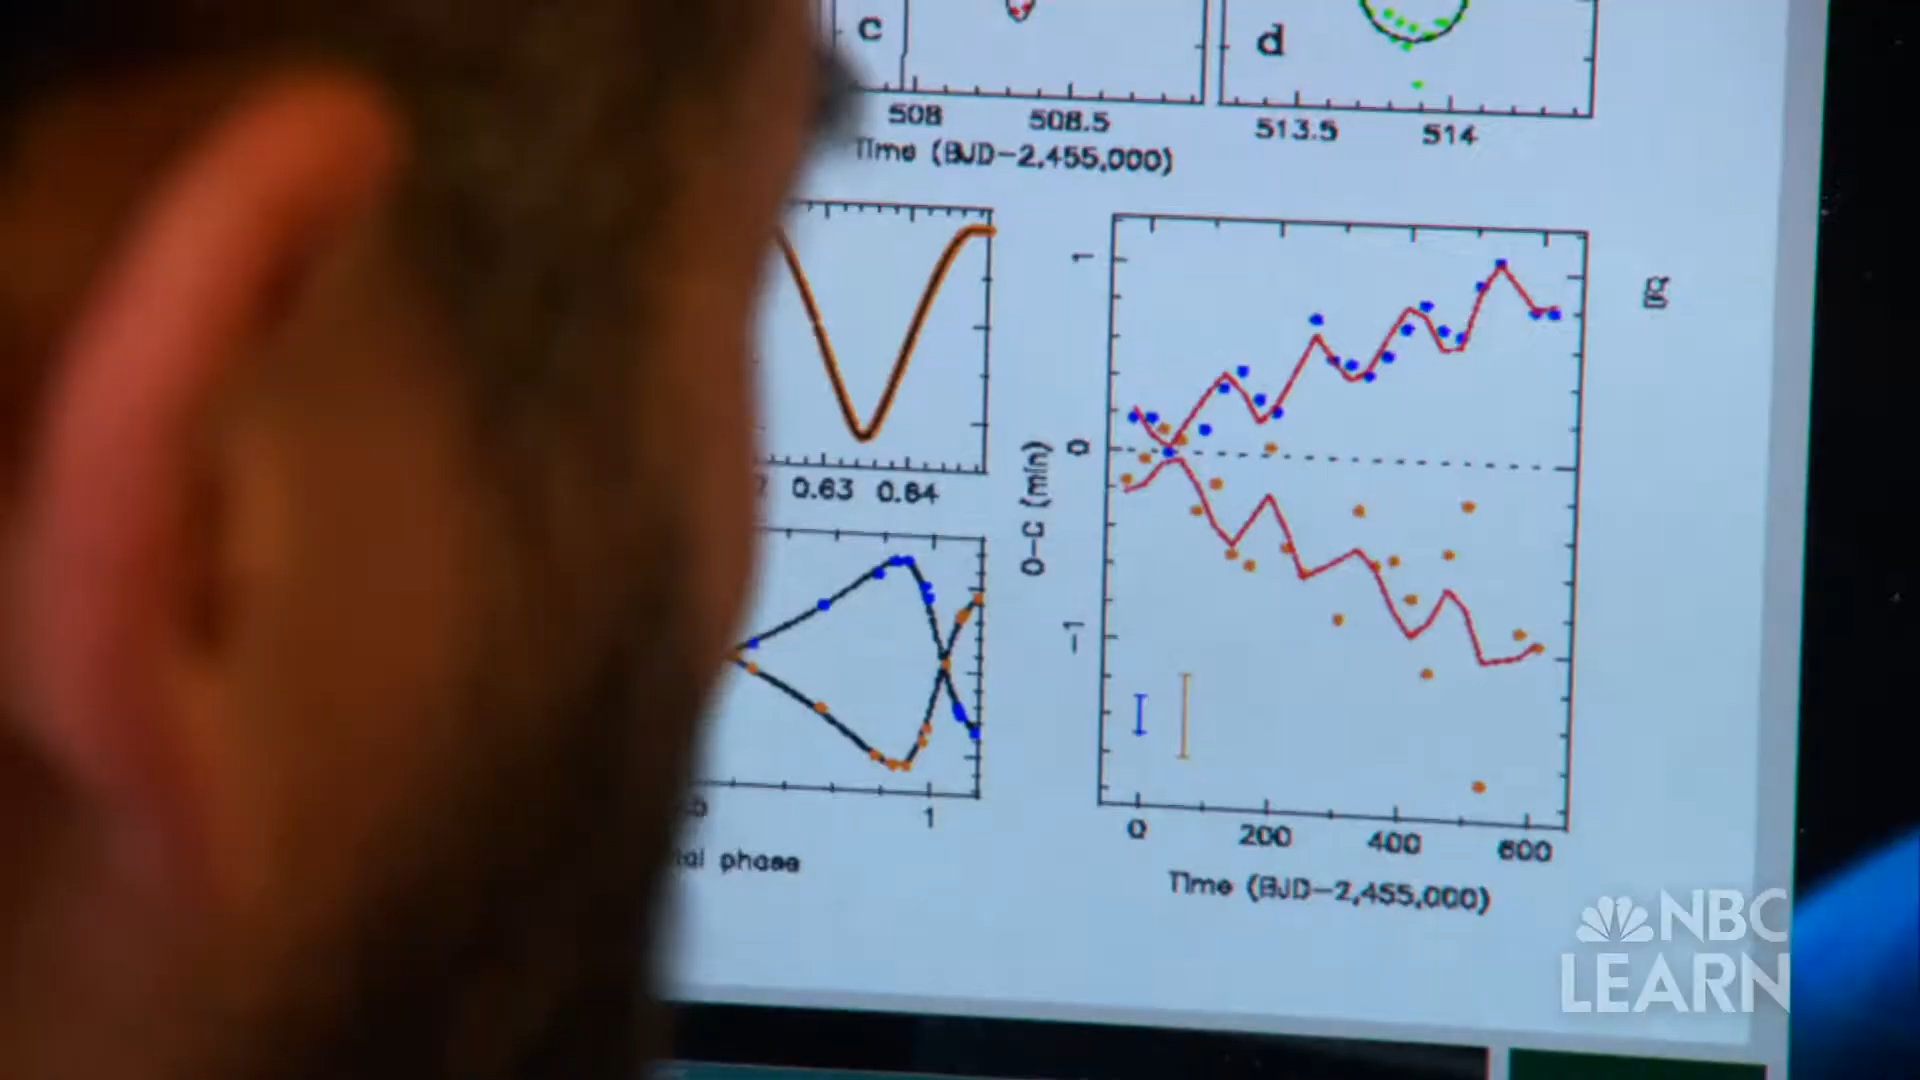 c
d
508 508.5
513.5 514
Time (BJD-2,455,000)
g
1
0
-1
O-C (min)
0.63 0.64
1
phase
0 200 400 600
Time (BJD-2,455,000)
NBC
LEARN